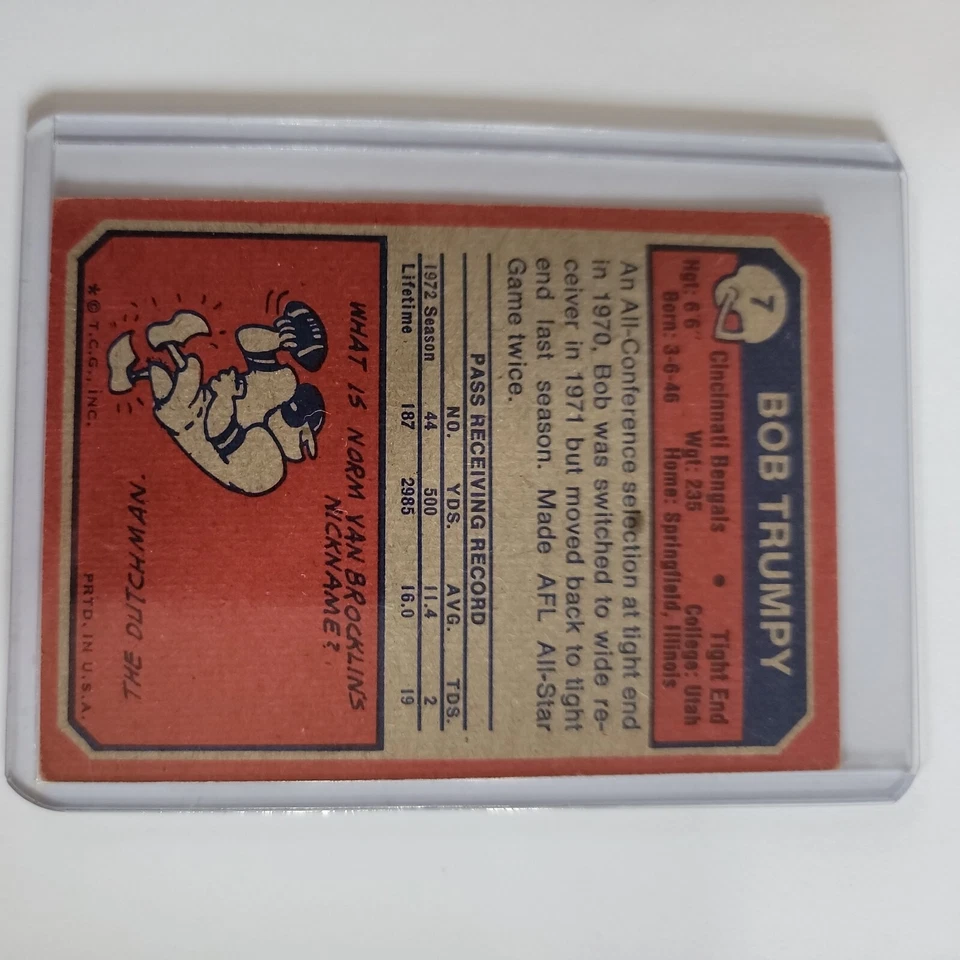 7
BOB TRUMPY
Cincinnati Bengals • Tight End
Hgt: 6'6" Wgt: 235 College: Utah
Born: 3-6-46 Home: Springfield, Illinois
An All-Conference selection at tight end
in 1970, Bob was switched to wide re-
ceiver in 1971 but moved back to tight
end last season. Made AFL All-Star
Game twice.
PASS RECEIVING RECORD
NO. YDS. AVG. TDS.
1972 Season 44 500 11.4 2
Lifetime 187 2985 16.0 19
WHAT IS NORM VAN BROCKLIN'S
NICKNAME?
THE DUTCHMAN.
* © T.C.G., INC. PRTD. IN U.S.A.